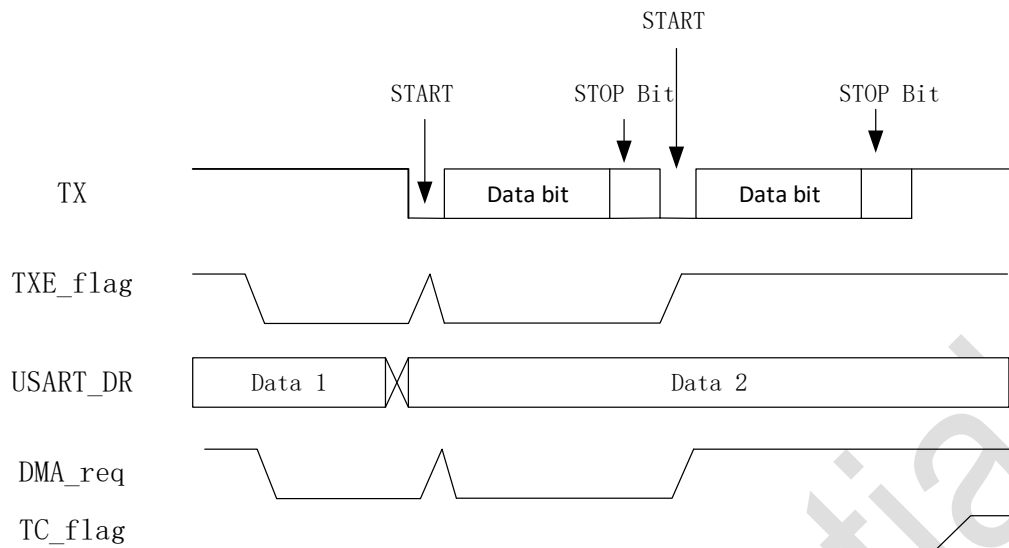 START
START
STOP Bit
STOP Bit
TX
Data bit
Data bit
TXE_flag
USART_DR
Data 1
Data 2
DMA_req
TC_flag